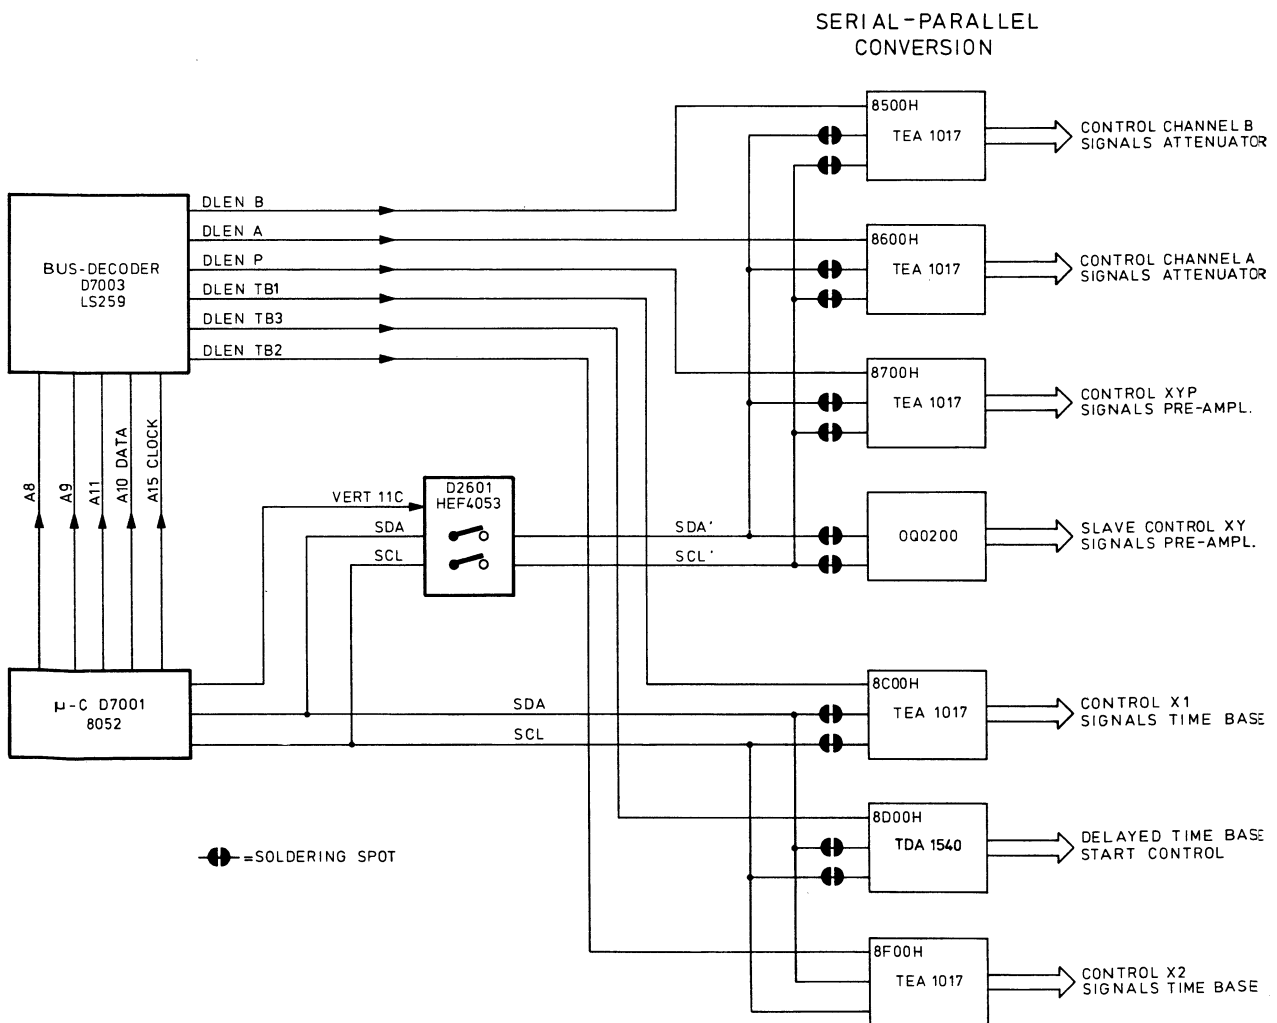 SERIAL-PARALLEL
CONVERSION
8500H
TEA 1017
CONTROL CHANNEL B
SIGNALS ATTENUATOR
DLEN B
DLEN A
DLEN P
DLEN TB1
DLEN TB3
DLEN TB2
BUS-DECODER
D7003
LS259
8600H
TEA 1017
CONTROL CHANNEL A
SIGNALS ATTENUATOR
8700H
TEA 1017
CONTROL XYP
SIGNALS PRE-AMPL.
A8
A9
A11
A10 DATA
A15 CLOCK
VERT 11C
SDA
SCL
D2601
HEF4053
SDA'
SCL'
OQ0200
SLAVE CONTROL XY
SIGNALS PRE-AMPL.
μ-C D7001
8052
SDA
SCL
8C00H
TEA 1017
CONTROL X1
SIGNALS TIME BASE
8D00H
TDA 1540
DELAYED TIME BASE
START CONTROL
=SOLDERING SPOT
8F00H
TEA 1017
CONTROL X2
SIGNALS TIME BASE